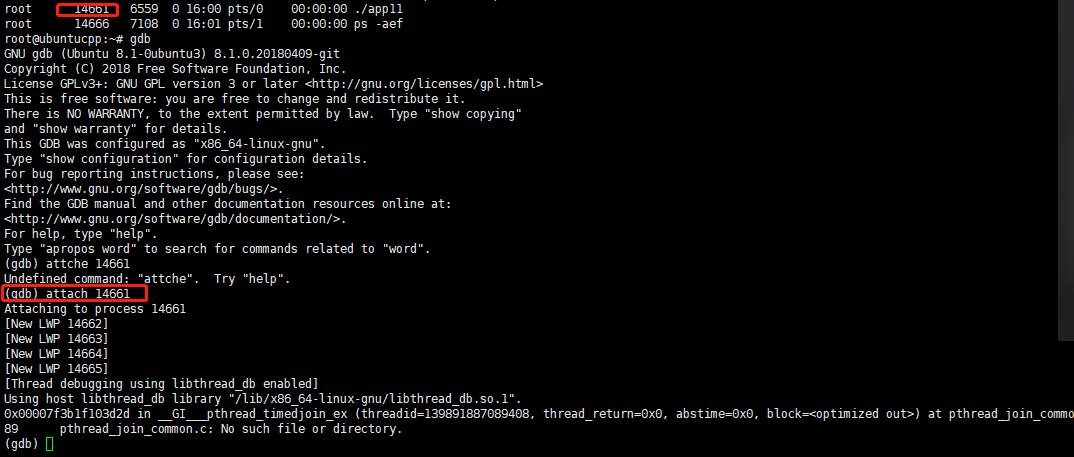 root 14661 6559 0 16:00 pts/0 00:00:00 ./app11
root 14666 7108 0 16:01 pts/1 00:00:00 ps -aef
root@ubuntucpp:~# gdb
GNU gdb (Ubuntu 8.1-0ubuntu3) 8.1.0.20180409-git
Copyright (C) 2018 Free Software Foundation, Inc.
License GPLv3+: GNU GPL version 3 or later <http://gnu.org/licenses/gpl.html>
This is free software: you are free to change and redistribute it.
There is NO WARRANTY, to the extent permitted by law. Type "show copying"
and "show warranty" for details.
This GDB was configured as "x86_64-linux-gnu".
Type "show configuration" for configuration details.
For bug reporting instructions, please see:
<http://www.gnu.org/software/gdb/bugs/>.
Find the GDB manual and other documentation resources online at:
<http://www.gnu.org/software/gdb/documentation/>.
For help, type "help".
Type "apropos word" to search for commands related to "word".
(gdb) attche 14661
Undefined command: "attche". Try "help".
(gdb) attach 14661
Attaching to process 14661
[New LWP 14662]
[New LWP 14663]
[New LWP 14664]
[New LWP 14665]
[Thread debugging using libthread_db enabled]
Using host libthread_db library "/lib/x86_64-linux-gnu/libthread_db.so.1".
0x00007f3b1f103d2d in __GI___pthread_timedjoin_ex (threadid=139891887089408, thread_return=0x0, abstime=0x0, block=<optimized out>) at pthread_join_commo
89 pthread_join_common.c: No such file or directory.
(gdb)